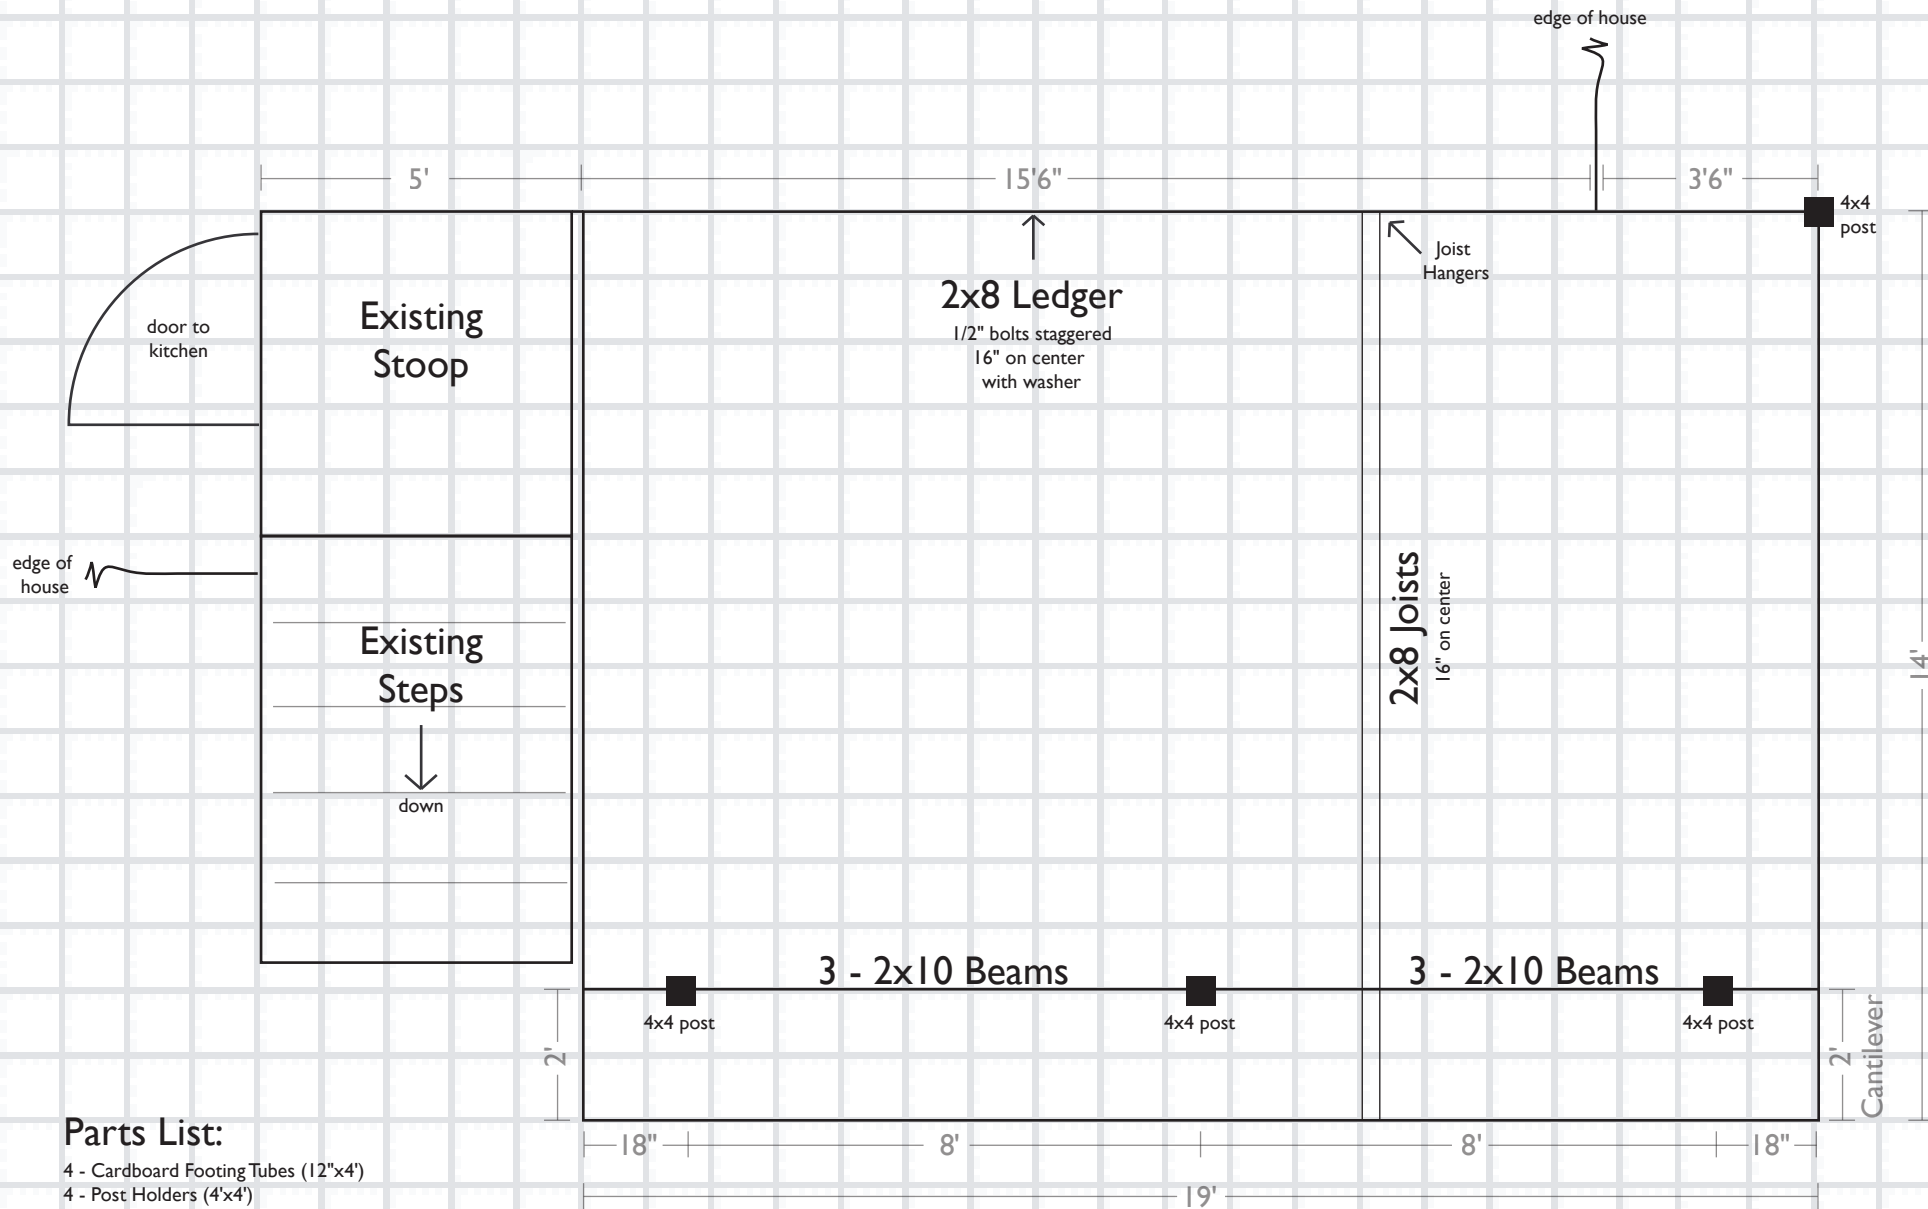 edge of house
5'
15'6"
3'6"
4x4
post
Joist
Hangers
2x8 Ledger
1/2" bolts staggered
16" on center
with washer
Existing
Stoop
door to
kitchen
edge of
house
Existing
Steps
down
2x8 Joists
16" on center
14'
3 - 2x10 Beams
3 - 2x10 Beams
4x4 post
4x4 post
4x4 post
2'
2'
Cantilever
18"
8'
8'
18"
19'
Parts List:
4 - Cardboard Footing Tubes (12"x4')
4 - Post Holders (4'x4')